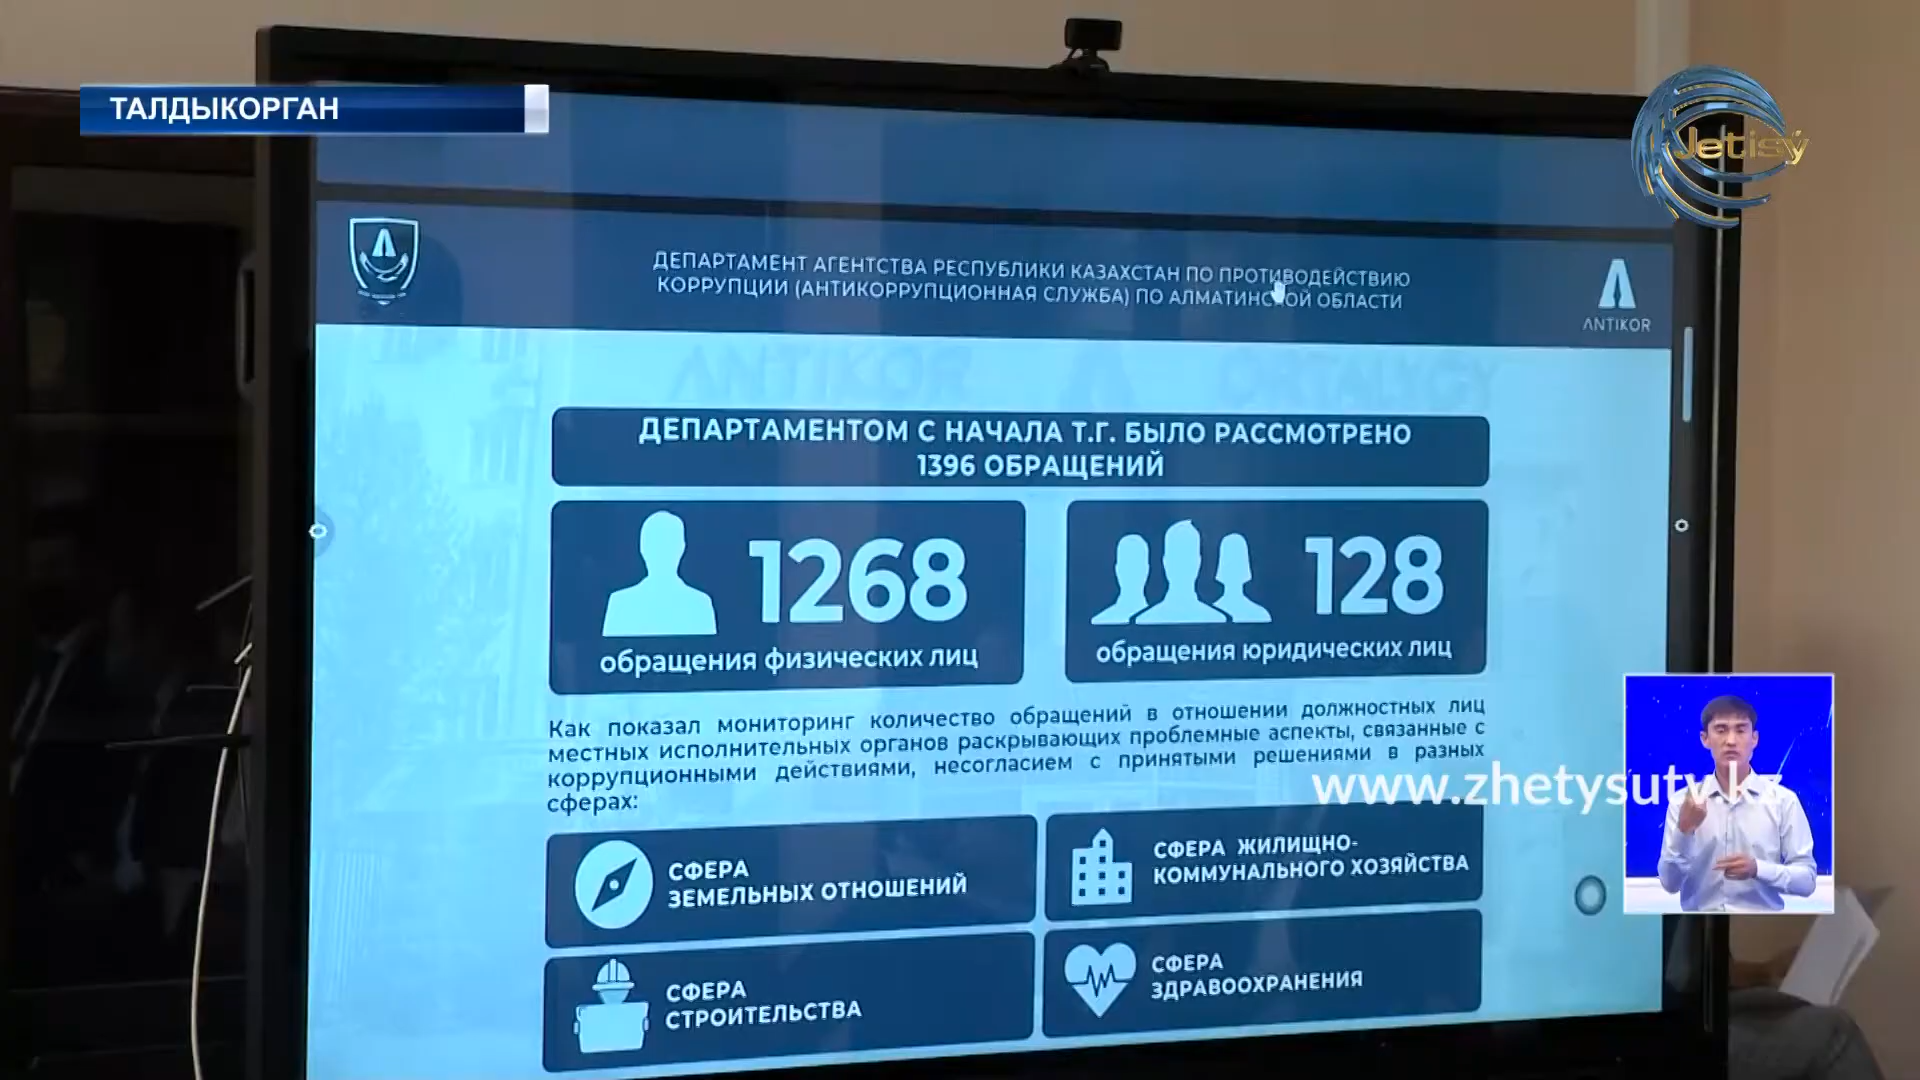 ТАЛДЫКОРГАН
Jetisý
ДЕПАРТАМЕНТ АГЕНТСТВА РЕСПУБЛИКИ КАЗАХСТАН ПО ПРОТИВОДЕЙСТВИЮ
КОРРУПЦИИ (АНТИКОРРУПЦИОННАЯ СЛУЖБА) ПО АЛМАТИНСКОЙ ОБЛАСТИ
ANTIKOR
ANTIKOR ORTALYGY
ДЕПАРТАМЕНТОМ С НАЧАЛА Т.Г. БЫЛО РАССМОТРЕНО
1396 ОБРАЩЕНИЙ
1268
обращения физических лиц
128
обращения юридических лиц
Как показал мониторинг количество обращений в отношении должностных лиц
местных исполнительных органов раскрывающих проблемные аспекты, связанные с
коррупционными действиями, несогласием с принятыми решениями в разных
сферах:
www.zhetysutv.kz
СФЕРА
ЗЕМЕЛЬНЫХ ОТНОШЕНИЙ
СФЕРА ЖИЛИЩНО-
КОММУНАЛЬНОГО ХОЗЯЙСТВА
СФЕРА
СТРОИТЕЛЬСТВА
СФЕРА
ЗДРАВООХРАНЕНИЯ